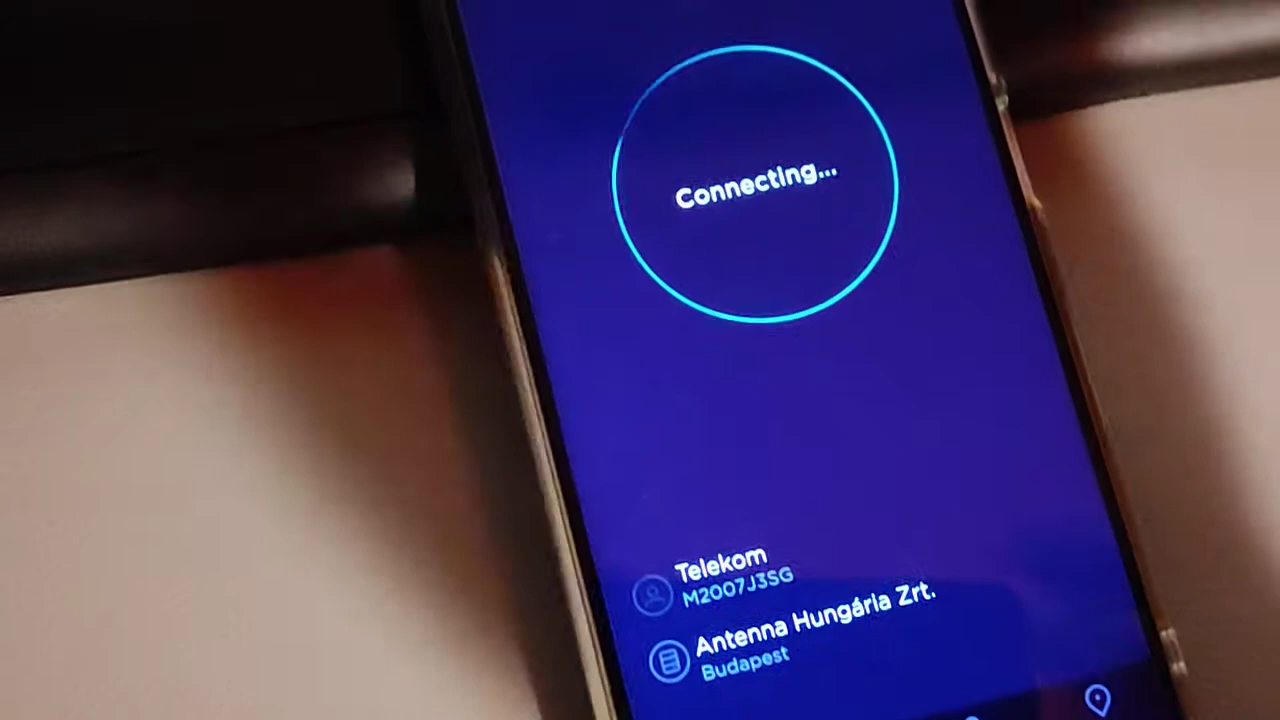 Connecting...
Telekom
M2007J3SG
Antenna Hungária Zrt.
Budapest